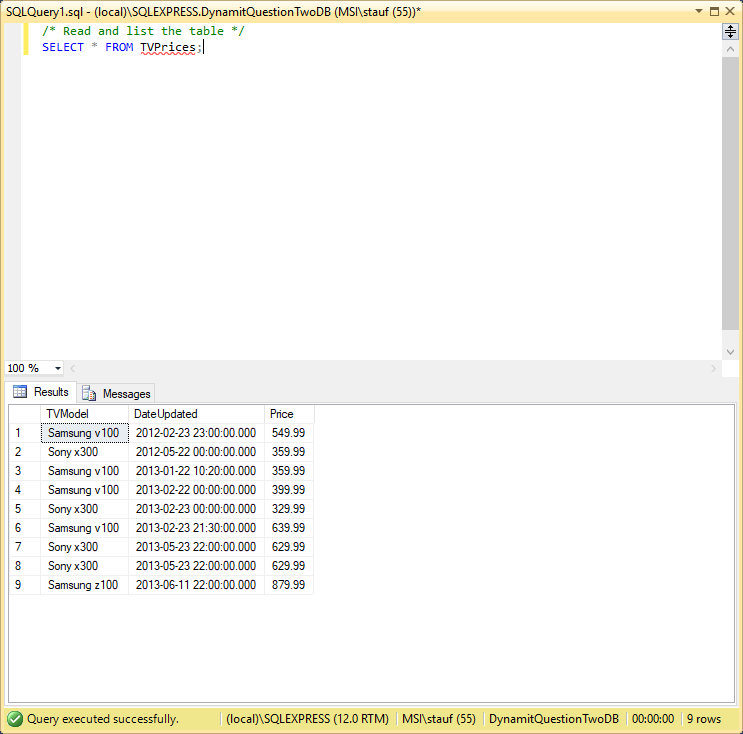 SQLQuery1.sql - (local)\SQLEXPRESS.DynamitQuestionTwoDB (MSI\stauf (55))*
/* Read and list the table */
SELECT * FROM TVPrices;
100 %
Results Messages
TVModel DateUpdated Price
1 Samsung v100 2012-02-23 23:00:00.000 549.99
2 Sony x300 2012-05-22 00:00:00.000 359.99
3 Samsung v100 2013-01-22 10:20:00.000 359.99
4 Samsung v100 2013-02-22 00:00:00.000 399.99
5 Sony x300 2013-02-23 00:00:00.000 329.99
6 Samsung v100 2013-02-23 21:30:00.000 639.99
7 Sony x300 2013-05-23 22:00:00.000 629.99
8 Sony x300 2013-05-23 22:00:00.000 629.99
9 Samsung z100 2013-06-11 22:00:00.000 879.99
Query executed successfully. (local)\SQLEXPRESS (12.0 RTM) MSI\stauf (55) DynamitQuestionTwoDB 00:00:00 9 rows